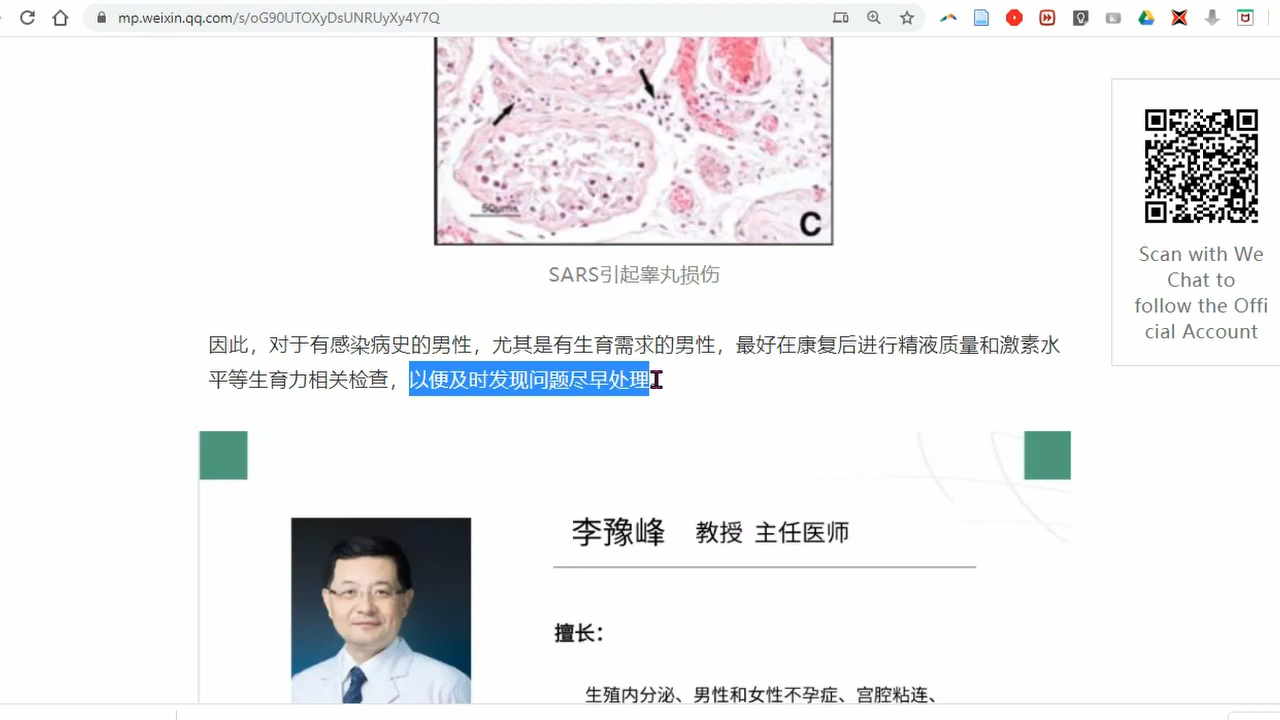 mp.weixin.qq.com/s/oG90UTOXyDsUNRUyXy4Y7Q
50μm
C
SARS引起睾丸损伤
因此，对于有感染病史的男性，尤其是有生育需求的男性，最好在康复后进行精液质量和激素水
平等生育力相关检查，以便及时发现问题尽早处理
Scan with We
Chat to
follow the Offi
cial Account
李豫峰 教授 主任医师
擅长：
生殖内分泌、男性和女性不孕症、宫腔粘连、